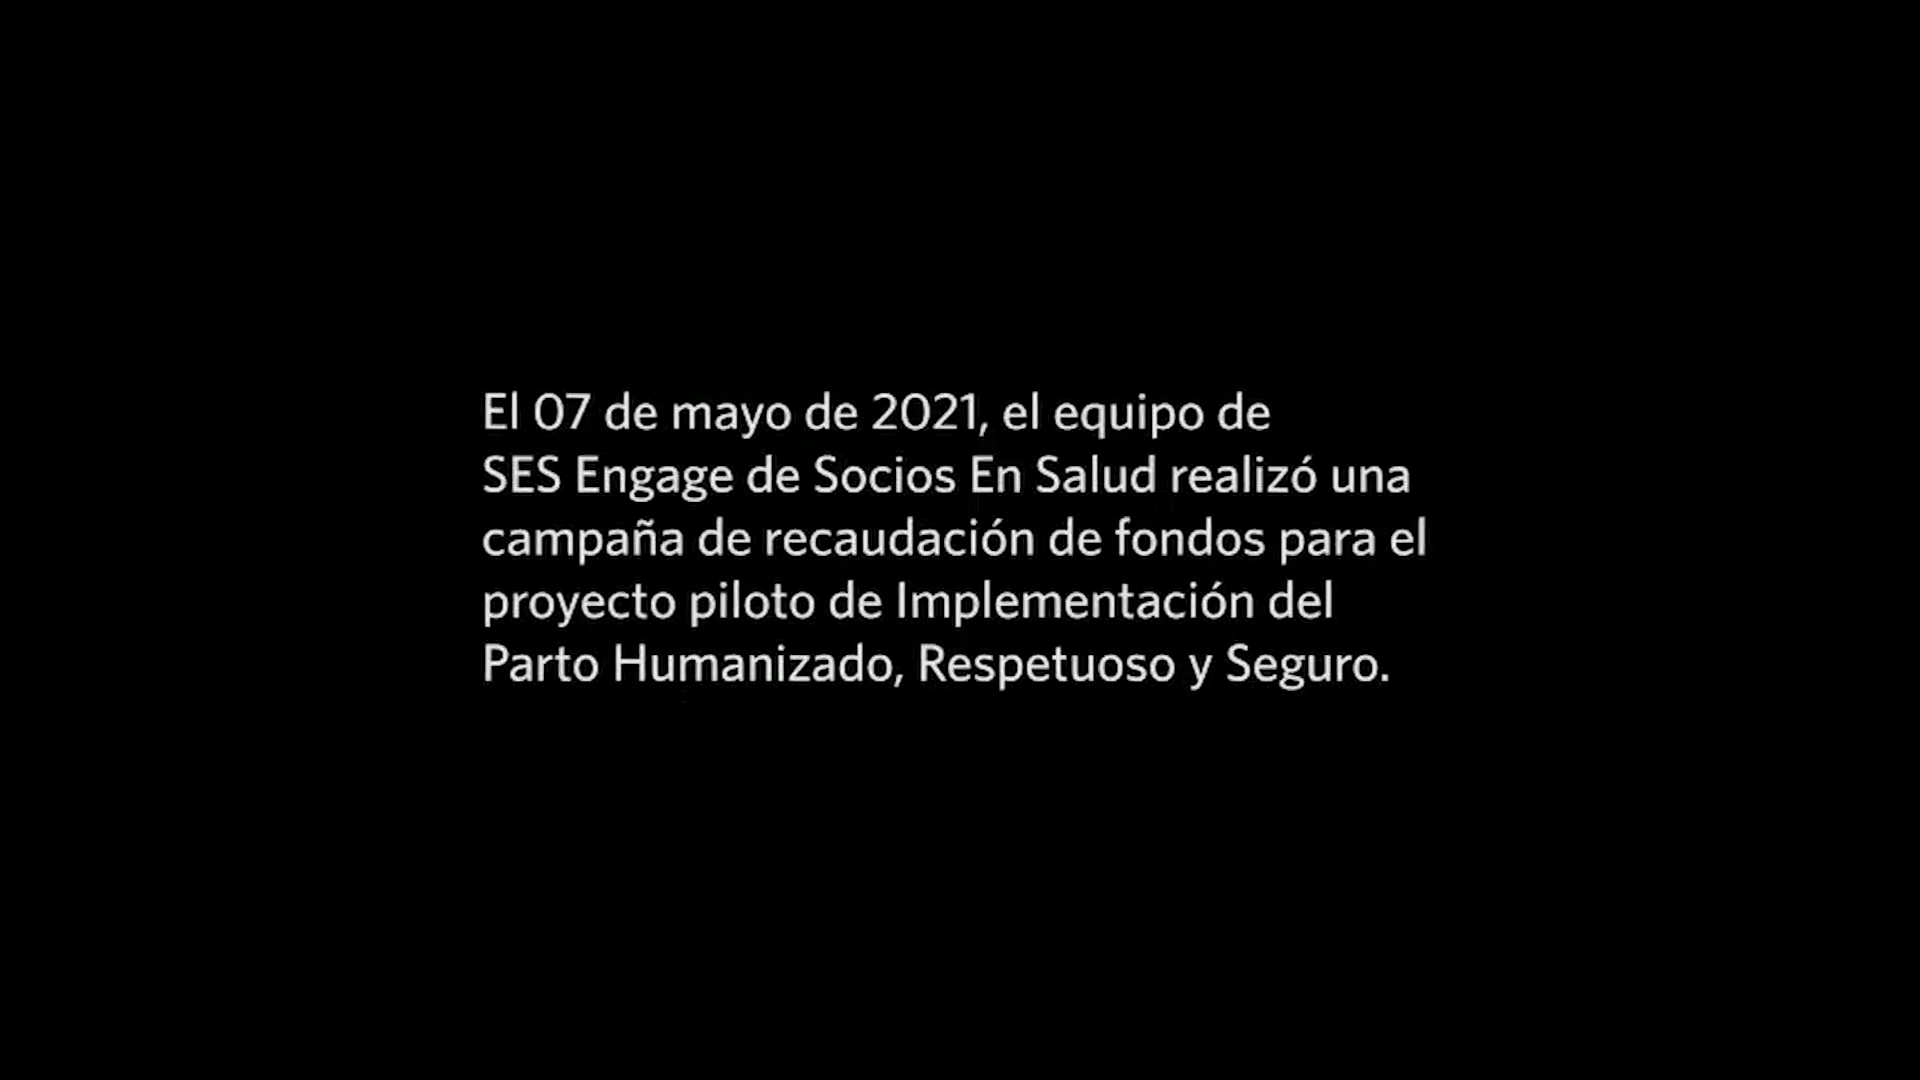 El 07 de mayo de 2021, el equipo de
SES Engage de Socios En Salud realizó una
campaña de recaudación de fondos para el
proyecto piloto de Implementación del
Parto Humanizado, Respetuoso y Seguro.